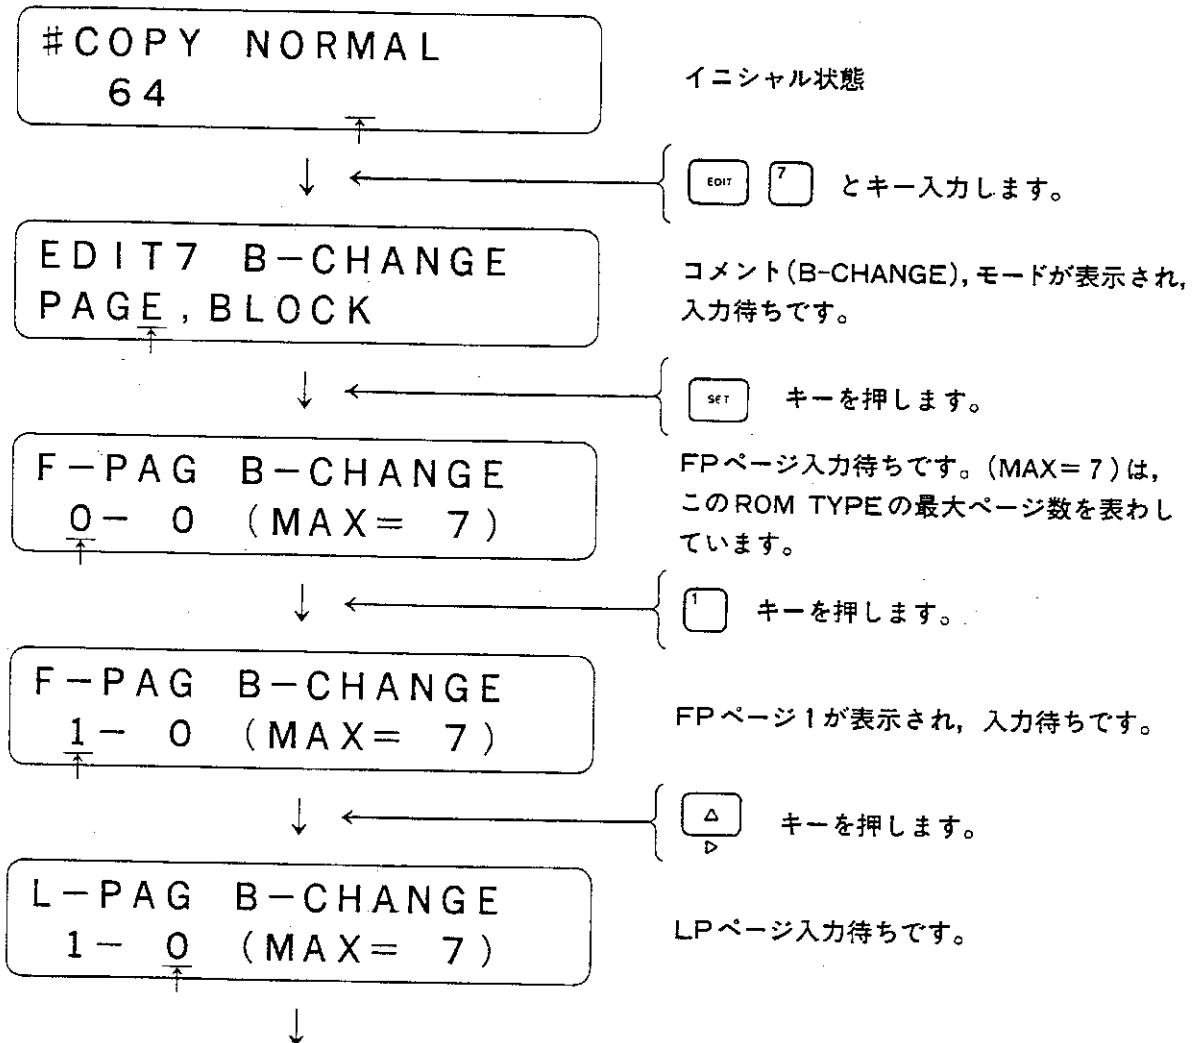 #COPY NORMAL
64
イニシャル状態
EDIT 7 とキー入力します。
EDIT7 B-CHANGE
PAGE,BLOCK
コメント(B-CHANGE),モードが表示され,
入力待ちです。
SET キーを押します。
F-PAG B-CHANGE
0- 0 (MAX= 7)
FPページ入力待ちです。(MAX=7)は,
このROM TYPEの最大ページ数を表わし
ています。
1 キーを押します。
F-PAG B-CHANGE
1- 0 (MAX= 7)
FPページ1が表示され, 入力待ちです。
△ ▷ キーを押します。
L-PAG B-CHANGE
1- 0 (MAX= 7)
LPページ入力待ちです。